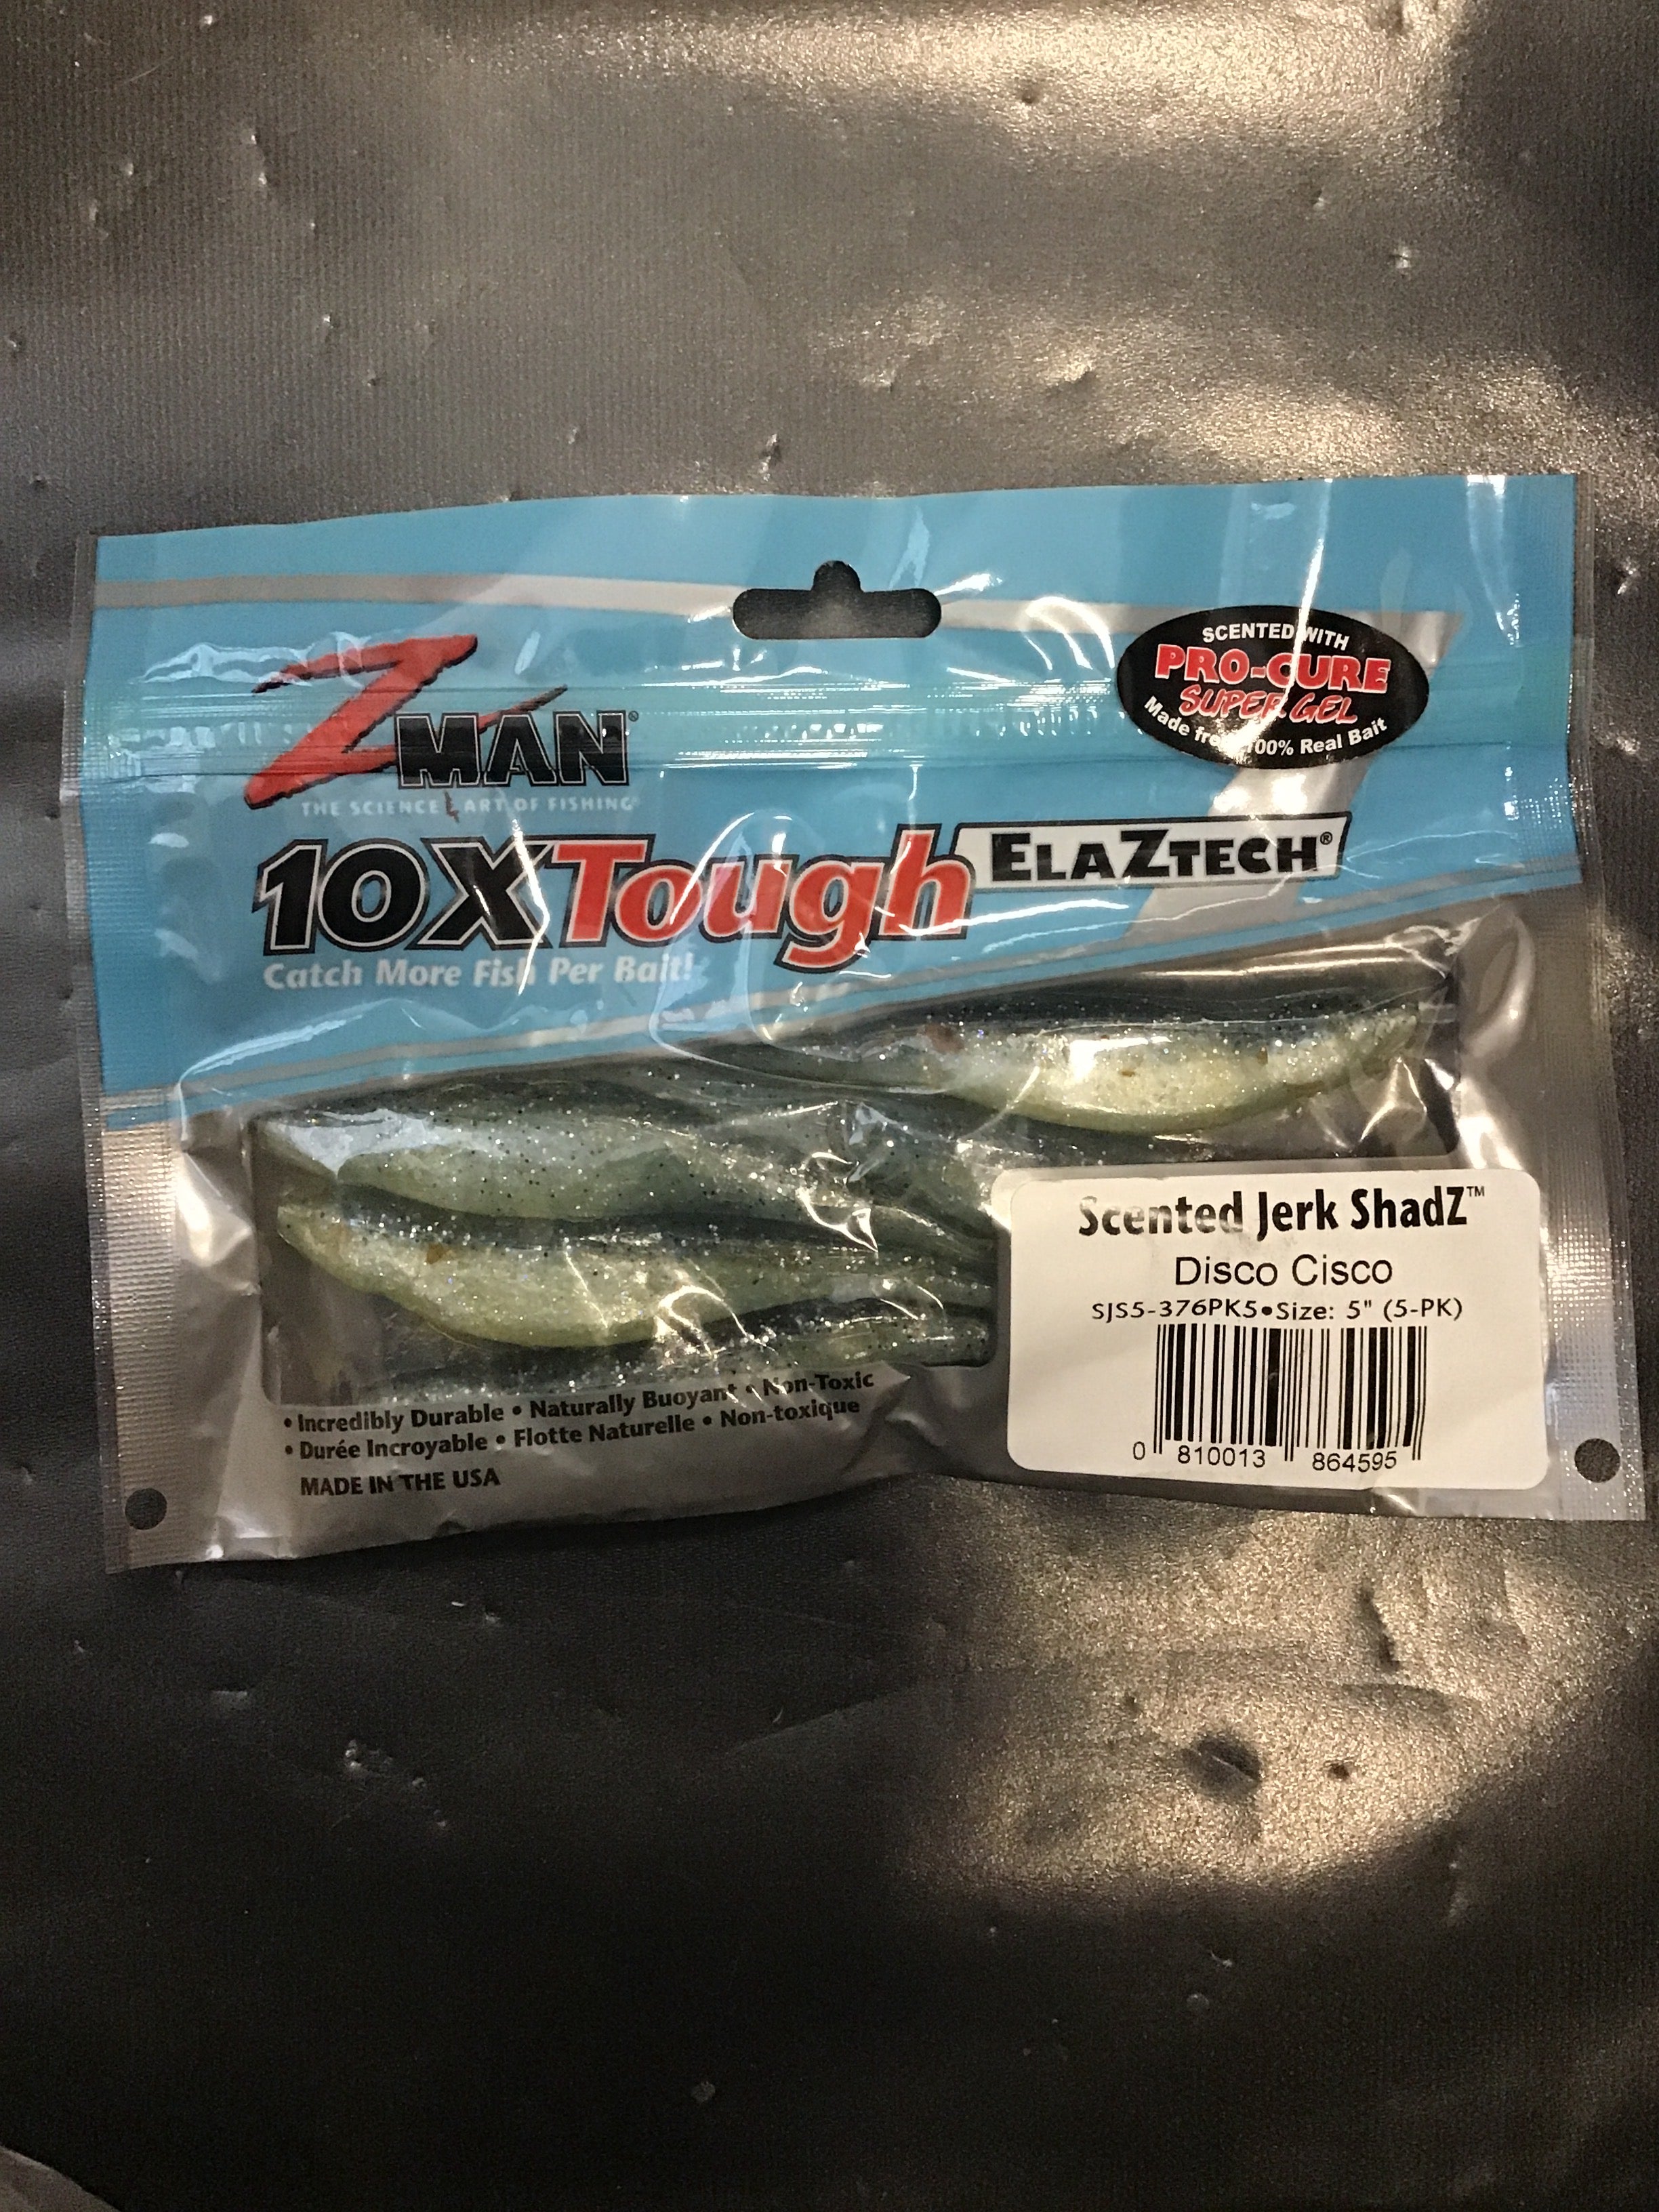 SCENTED WITH
PRO-CURE
SUPER GEL
Made from 100% Real Bait
ZMAN®
THE SCIENCE & ART OF FISHING®
10X Tough ELAZTECH®
Catch More Fish Per Bait!
Scented Jerk ShadZ™
Disco Cisco
SJS5-376PK5•Size: 5" (5-PK)
0 810013 864595
• Incredibly Durable • Naturally Buoyant • Non-Toxic
• Durée Incroyable • Flotte Naturelle • Non-toxique
MADE IN THE USA